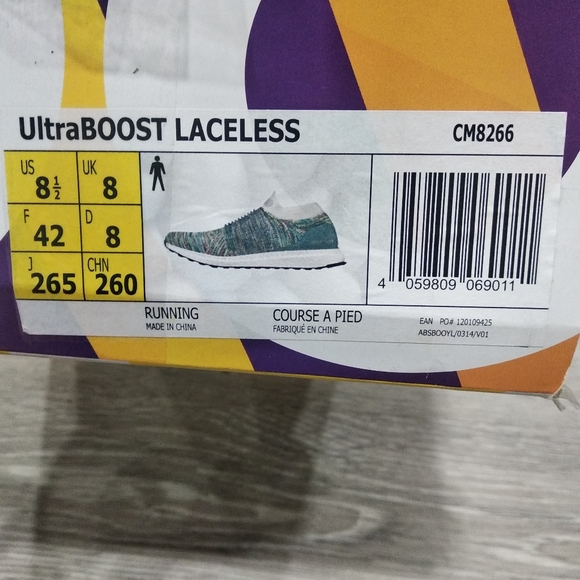 UltraBOOST LACELESS CM8266
US 8½ UK 8
F 42 D 8
J 265 CHN 260
RUNNING COURSE A PIED
MADE IN CHINA FABRIQUÉ EN CHINE
4 059809 069011
EAN PO# 120109425
ABSBOOYL/0314/V01